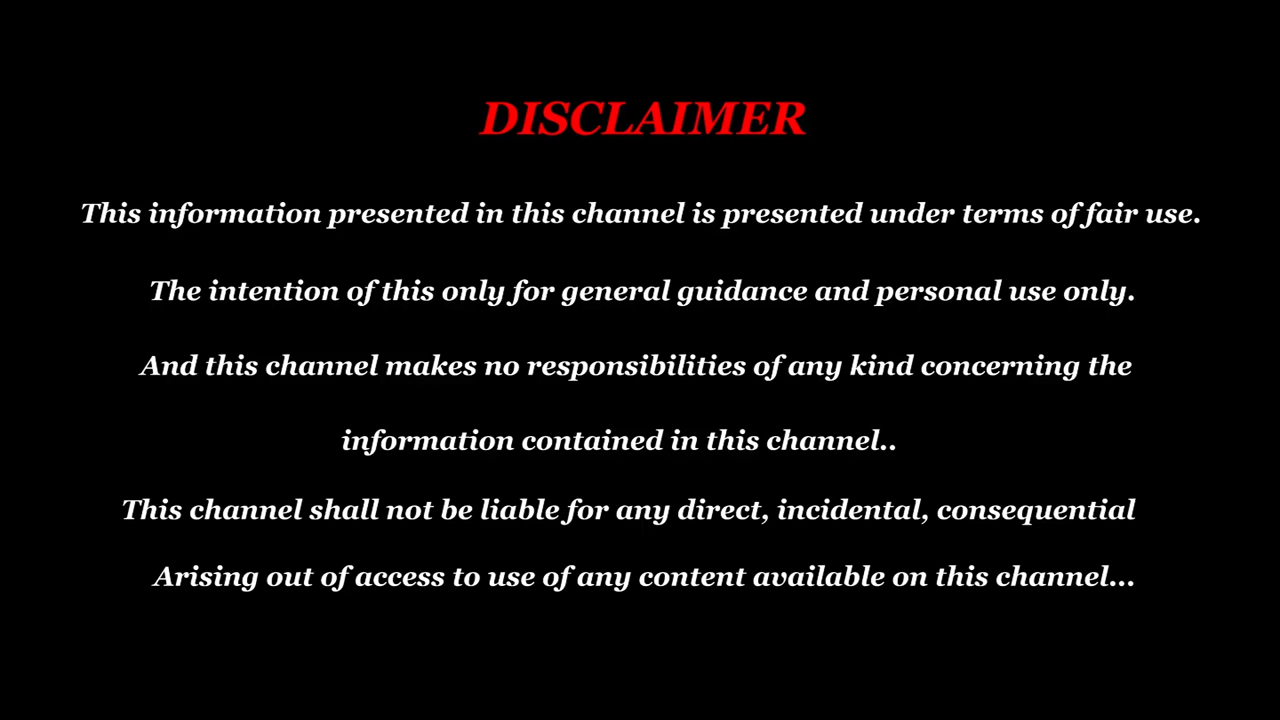 DISCLAIMER
This information presented in this channel is presented under terms of fair use.
The intention of this only for general guidance and personal use only.
And this channel makes no responsibilities of any kind concerning the
information contained in this channel..
This channel shall not be liable for any direct, incidental, consequential
Arising out of access to use of any content available on this channel...